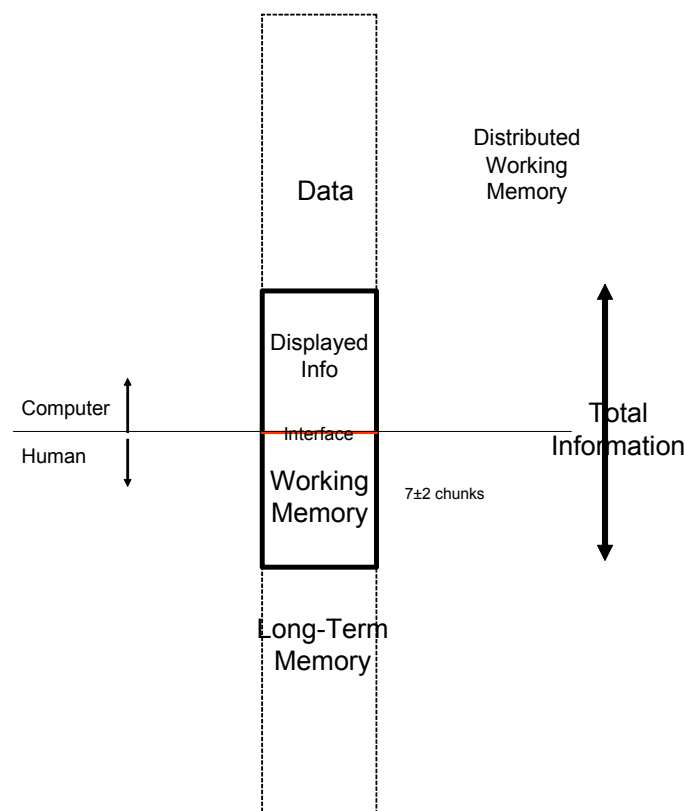 Distributed
Working
Memory
Data
Displayed
Info
Computer
Interface
Total
Information
Human
Working
Memory
7±2 chunks
Long-Term
Memory